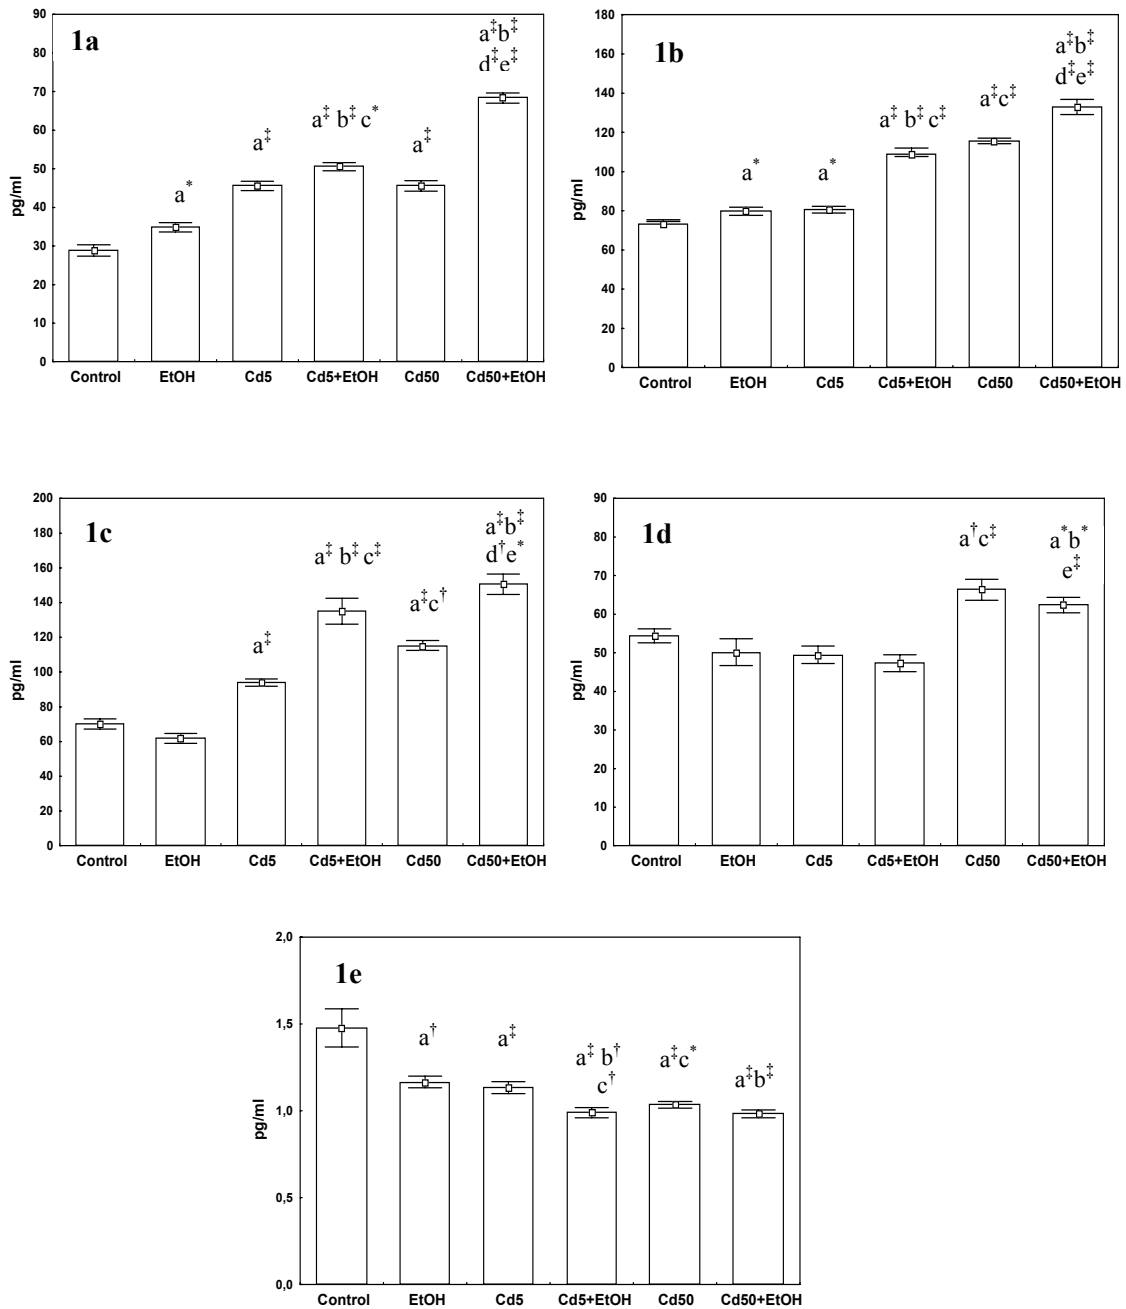 1a
a‡b‡
d‡e‡
a‡ b‡ c*
a‡
a‡
a*
90
80
70
60
50
40
30
20
10
0
pg/ml
Control EtOH Cd5 Cd5+EtOH Cd50 Cd50+EtOH
1b
a‡b‡
d‡e‡
a‡c‡
a‡ b‡ c‡
a*
a*
180
160
140
120
100
80
60
40
20
0
pg/ml
Control EtOH Cd5 Cd5+EtOH Cd50 Cd50+EtOH
1c
a‡b‡
d†e*
a‡ b‡ c‡
a‡c†
a‡
200
180
160
140
120
100
80
60
40
20
0
pg/ml
Control EtOH Cd5 Cd5+EtOH Cd50 Cd50+EtOH
1d
a†c‡
a*b*
e‡
90
80
70
60
50
40
30
20
10
0
pg/ml
Control EtOH Cd5 Cd5+EtOH Cd50 Cd50+EtOH
1e
a†
a‡
a‡ b†
c†
a‡c*
a‡b‡
2,0
1,5
1,0
0,5
0,0
pg/ml
Control EtOH Cd5 Cd5+EtOH Cd50 Cd50+EtOH